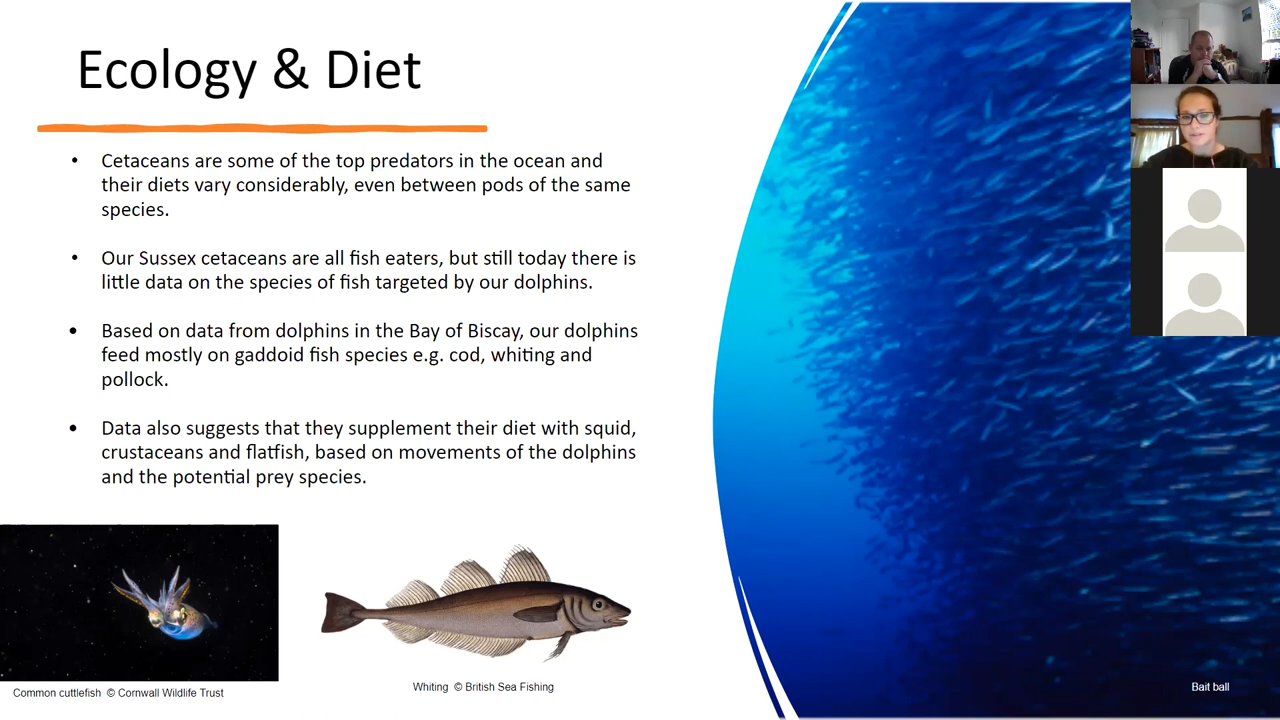 Ecology & Diet
• Cetaceans are some of the top predators in the ocean and
their diets vary considerably, even between pods of the same
species.
• Our Sussex cetaceans are all fish eaters, but still today there is
little data on the species of fish targeted by our dolphins.
• Based on data from dolphins in the Bay of Biscay, our dolphins
feed mostly on gaddoid fish species e.g. cod, whiting and
pollock.
• Data also suggests that they supplement their diet with squid,
crustaceans and flatfish, based on movements of the dolphins
and the potential prey species.
Common cuttlefish © Cornwall Wildlife Trust
Whiting © British Sea Fishing
Bait ball